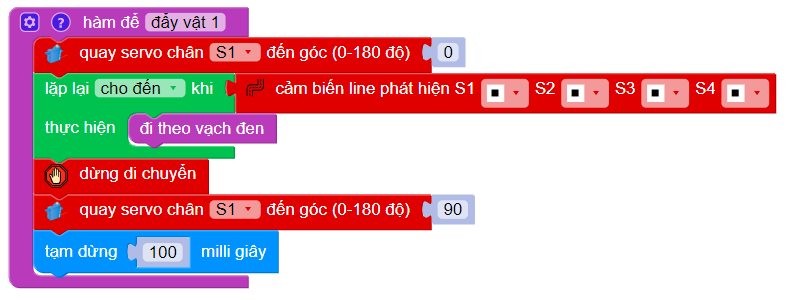 ? hàm để đẩy vật 1
quay servo chân S1 đến góc (0-180 độ) 0
lặp lại cho đến khi cảm biến line phát hiện S1 S2 S3 S4
thực hiện đi theo vạch đen
dừng di chuyển
quay servo chân S1 đến góc (0-180 độ) 90
tạm dừng 100 milli giây